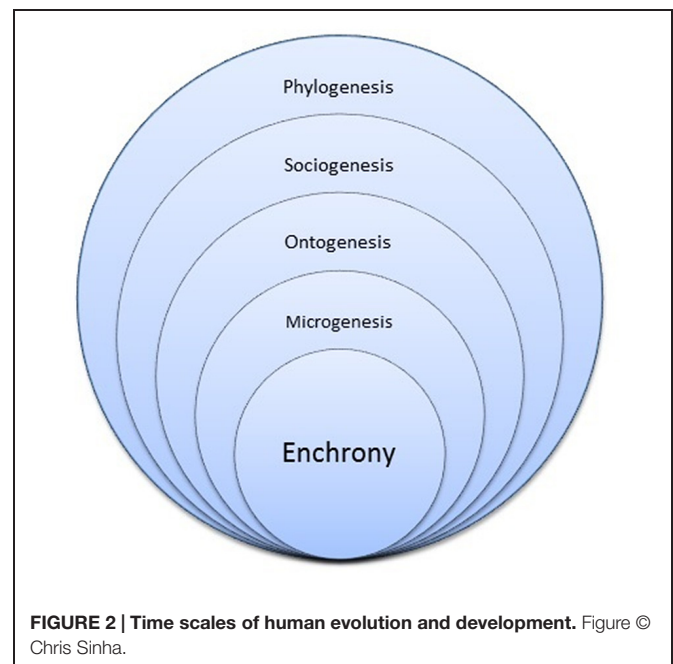 Phylogenesis
Sociogenesis
Ontogenesis
Microgenesis
Enchrony
FIGURE 2 | Time scales of human evolution and development. Figure ©
Chris Sinha.